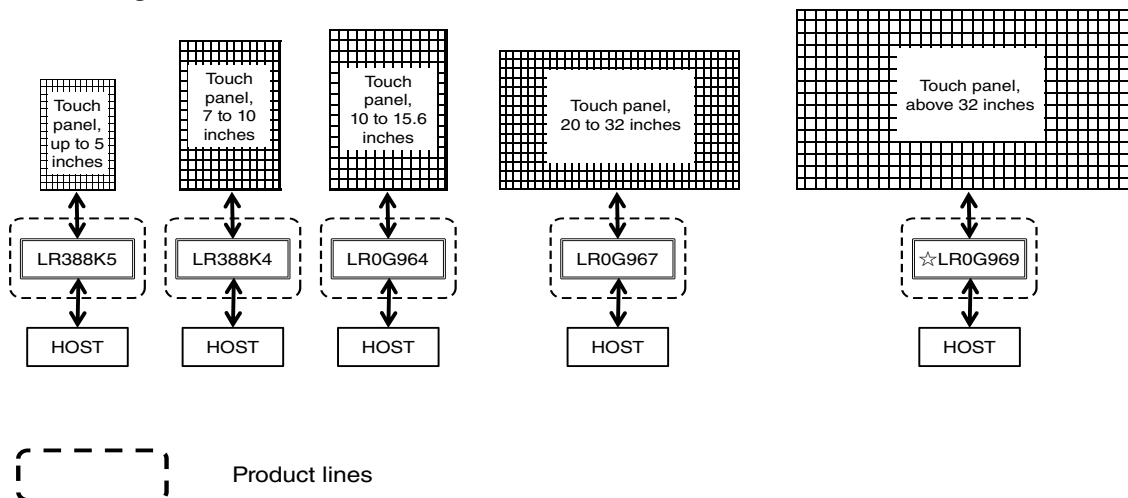 Touch
panel,
up to 5
inches
Touch
panel,
7 to 10
inches
Touch
panel,
10 to 15.6
inches
Touch panel,
20 to 32 inches
Touch panel,
above 32 inches
LR388K5
LR388K4
LR0G964
LR0G967
☆LR0G969
HOST
HOST
HOST
HOST
HOST
Product lines